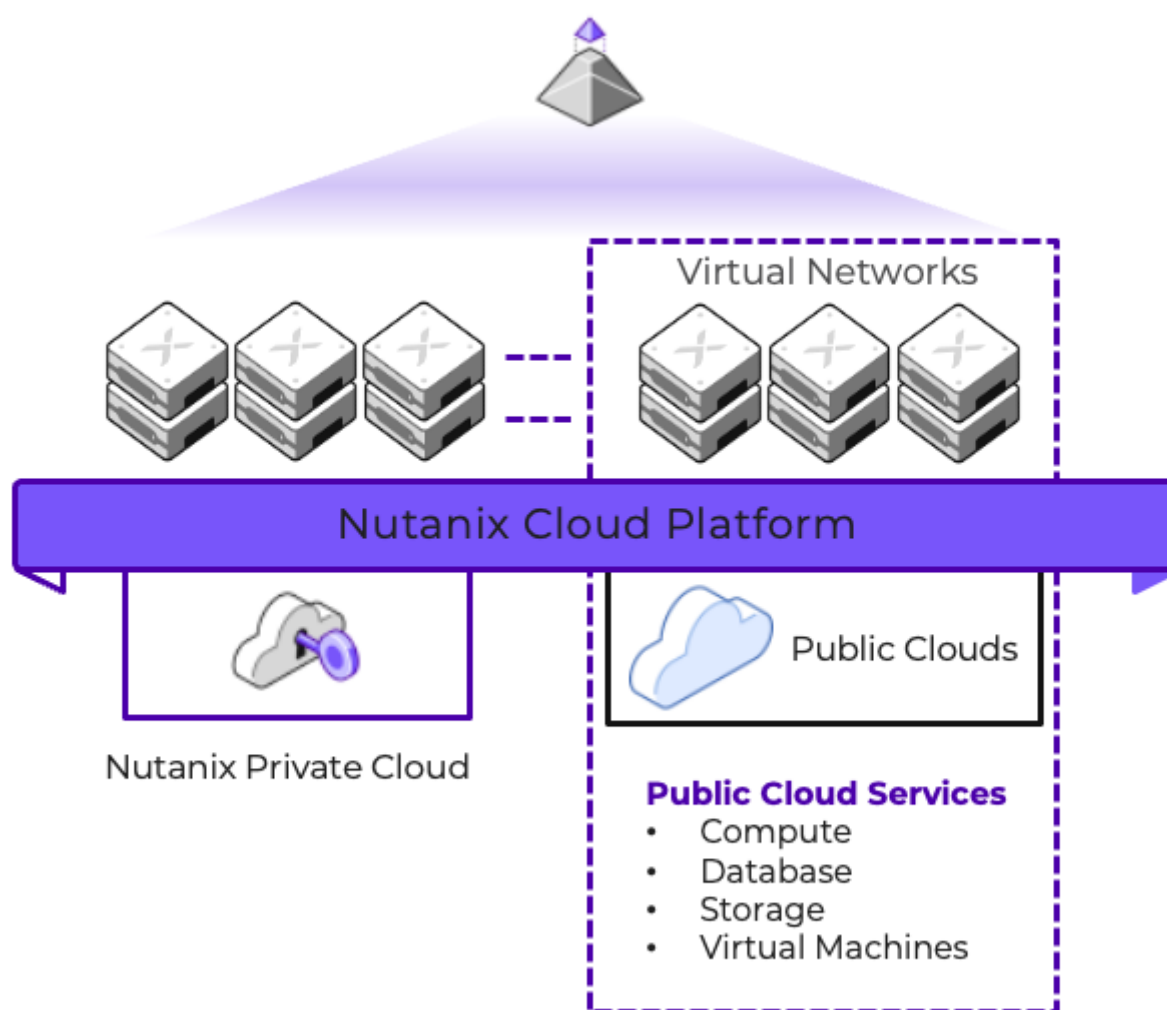 Virtual Networks
Nutanix Cloud Platform
Public Clouds
Nutanix Private Cloud
Public Cloud Services
• Compute
• Database
• Storage
• Virtual Machines